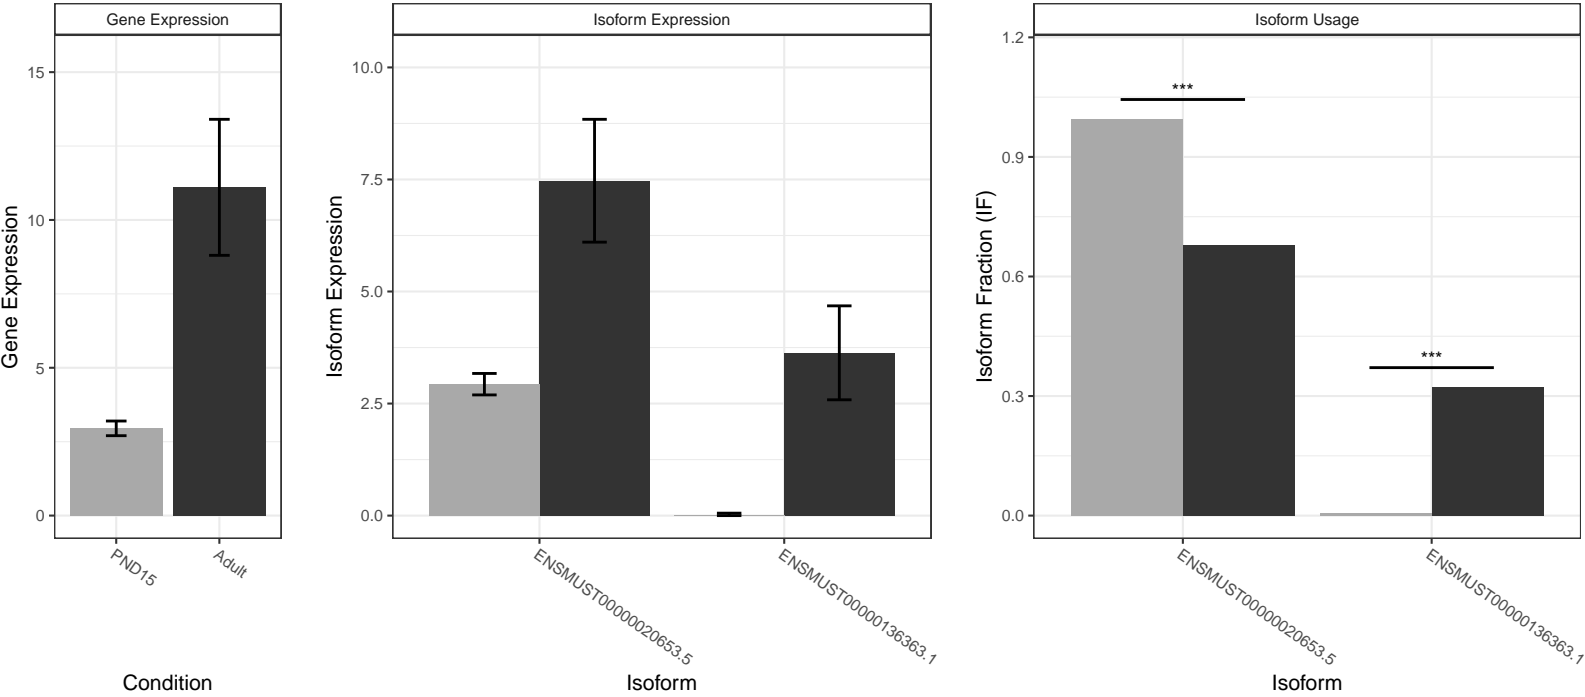 Gene Expression
Isoform Expression
Isoform Usage
Gene Expression
15
10
5
0
PND15
Adult
Condition
Isoform Expression
10.0
7.5
5.0
2.5
0.0
ENSMUST00000020653.5
ENSMUST00000136363.1
Isoform
Isoform Fraction (IF)
1.2
0.9
0.6
0.3
0.0
***
***
ENSMUST00000020653.5
ENSMUST00000136363.1
Isoform